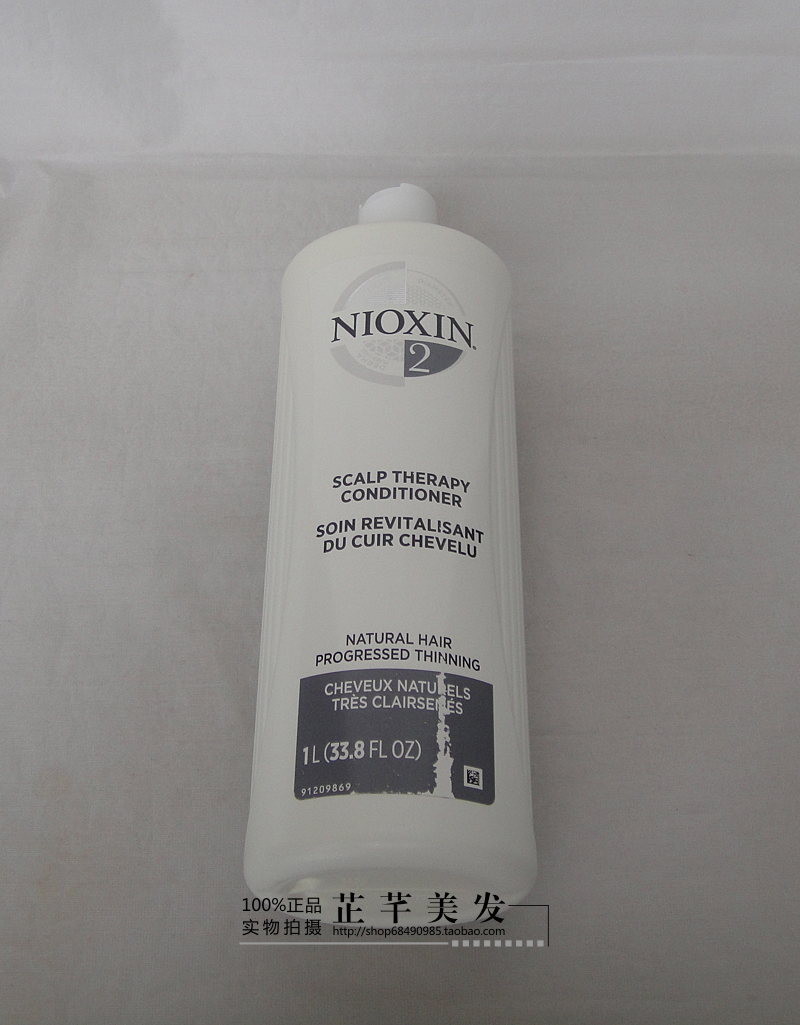 NIOXIN
2
SCALP THERAPY
CONDITIONER
SOIN REVITALISANT
DU CUIR CHEVELU
NATURAL HAIR
PROGRESSED THINNING
CHEVEUX NATURELS
TRÈS CLAIRSEMÉS
1 L (33.8 FL OZ)
91209869
100%正品 芷芊美发
实物拍摄 http://shop68490985.taobao.com